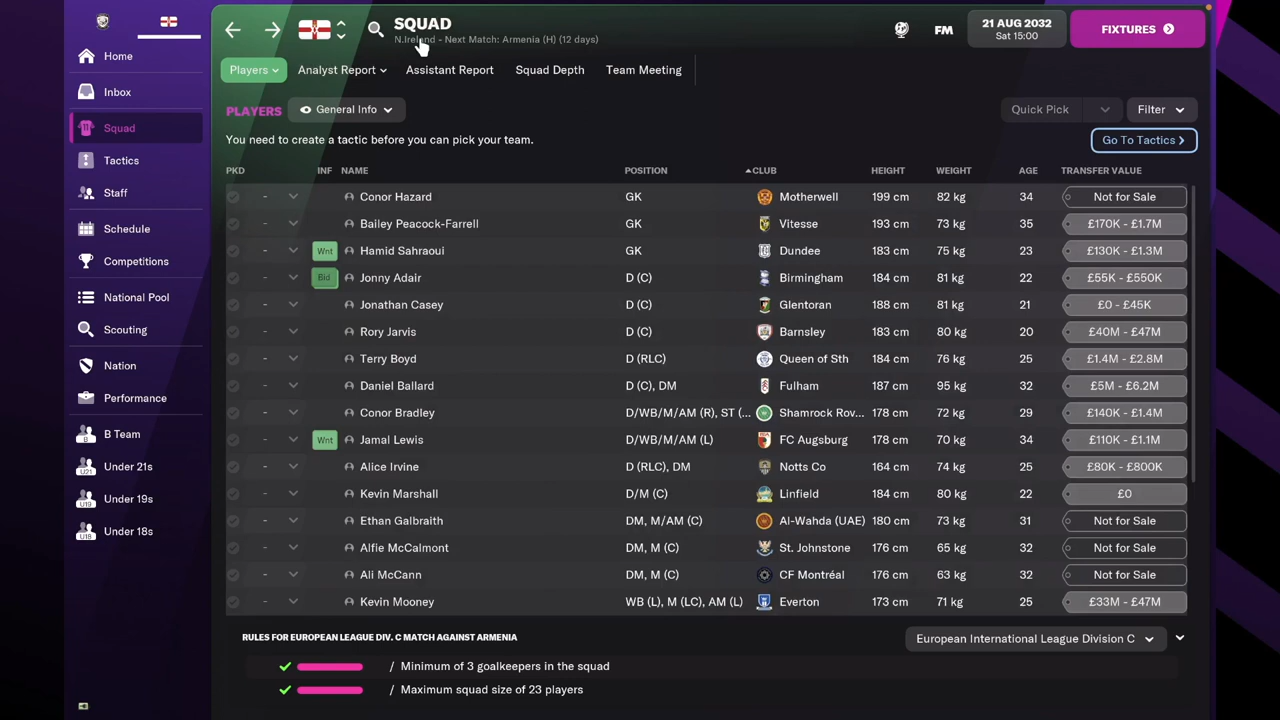 SQUAD
N.Ireland - Next Match: Armenia (H) (12 days)
FM
21 AUG 2032
Sat 15:00
FIXTURES
Home
Inbox
Squad
Tactics
Staff
Schedule
Competitions
National Pool
Scouting
Nation
Performance
B Team
Under 21s
Under 19s
Under 18s
Players
Analyst Report
Assistant Report
Squad Depth
Team Meeting
PLAYERS
General Info
Quick Pick
Filter
You need to create a tactic before you can pick your team.
Go To Tactics
PKD INF NAME POSITION CLUB HEIGHT WEIGHT AGE TRANSFER VALUE
- Conor Hazard GK Motherwell 199 cm 82 kg 34 Not for Sale
- Bailey Peacock-Farrell GK Vitesse 193 cm 73 kg 35 £170K - £1.7M
- Wnt Hamid Sahraoui GK Dundee 183 cm 75 kg 23 £130K - £1.3M
- Bid Jonny Adair D (C) Birmingham 184 cm 81 kg 22 £55K - £550K
- Jonathan Casey D (C) Glentoran 188 cm 81 kg 21 £0 - £45K
- Rory Jarvis D (C) Barnsley 183 cm 80 kg 20 £40M - £47M
- Terry Boyd D (RLC) Queen of Sth 184 cm 76 kg 25 £1.4M - £2.8M
- Daniel Ballard D (C), DM Fulham 187 cm 95 kg 32 £5M - £6.2M
- Conor Bradley D/WB/M/AM (R), ST (... Shamrock Rov... 178 cm 72 kg 29 £140K - £1.4M
- Wnt Jamal Lewis D/WB/M/AM (L) FC Augsburg 178 cm 70 kg 34 £110K - £1.1M
- Alice Irvine D (RLC), DM Notts Co 164 cm 74 kg 25 £80K - £800K
- Kevin Marshall D/M (C) Linfield 184 cm 80 kg 22 £0
- Ethan Galbraith DM, M/AM (C) Al-Wahda (UAE) 180 cm 73 kg 31 Not for Sale
- Alfie McCalmont DM, M (C) St. Johnstone 176 cm 65 kg 32 Not for Sale
- Ali McCann DM, M (C) CF Montréal 176 cm 63 kg 32 Not for Sale
- Kevin Mooney WB (L), M (LC), AM (L) Everton 173 cm 71 kg 25 £33M - £47M
RULES FOR EUROPEAN LEAGUE DIV. C MATCH AGAINST ARMENIA
European International League Division C
/ Minimum of 3 goalkeepers in the squad
/ Maximum squad size of 23 players